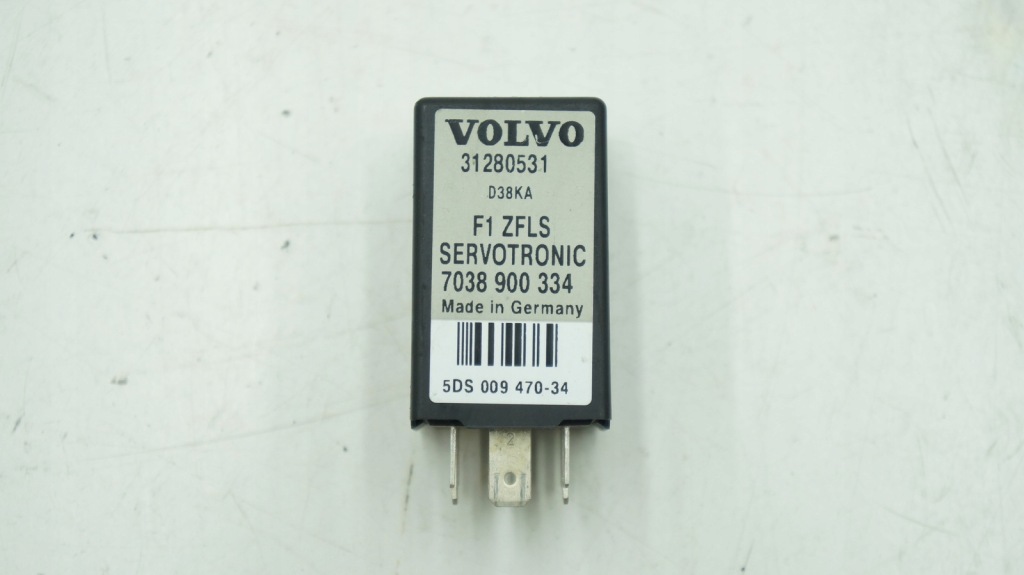 VOLVO
31280531
D38KA
F1 ZFLS
SERVOTRONIC
7038 900 334
Made in Germany
5DS 009 470-34